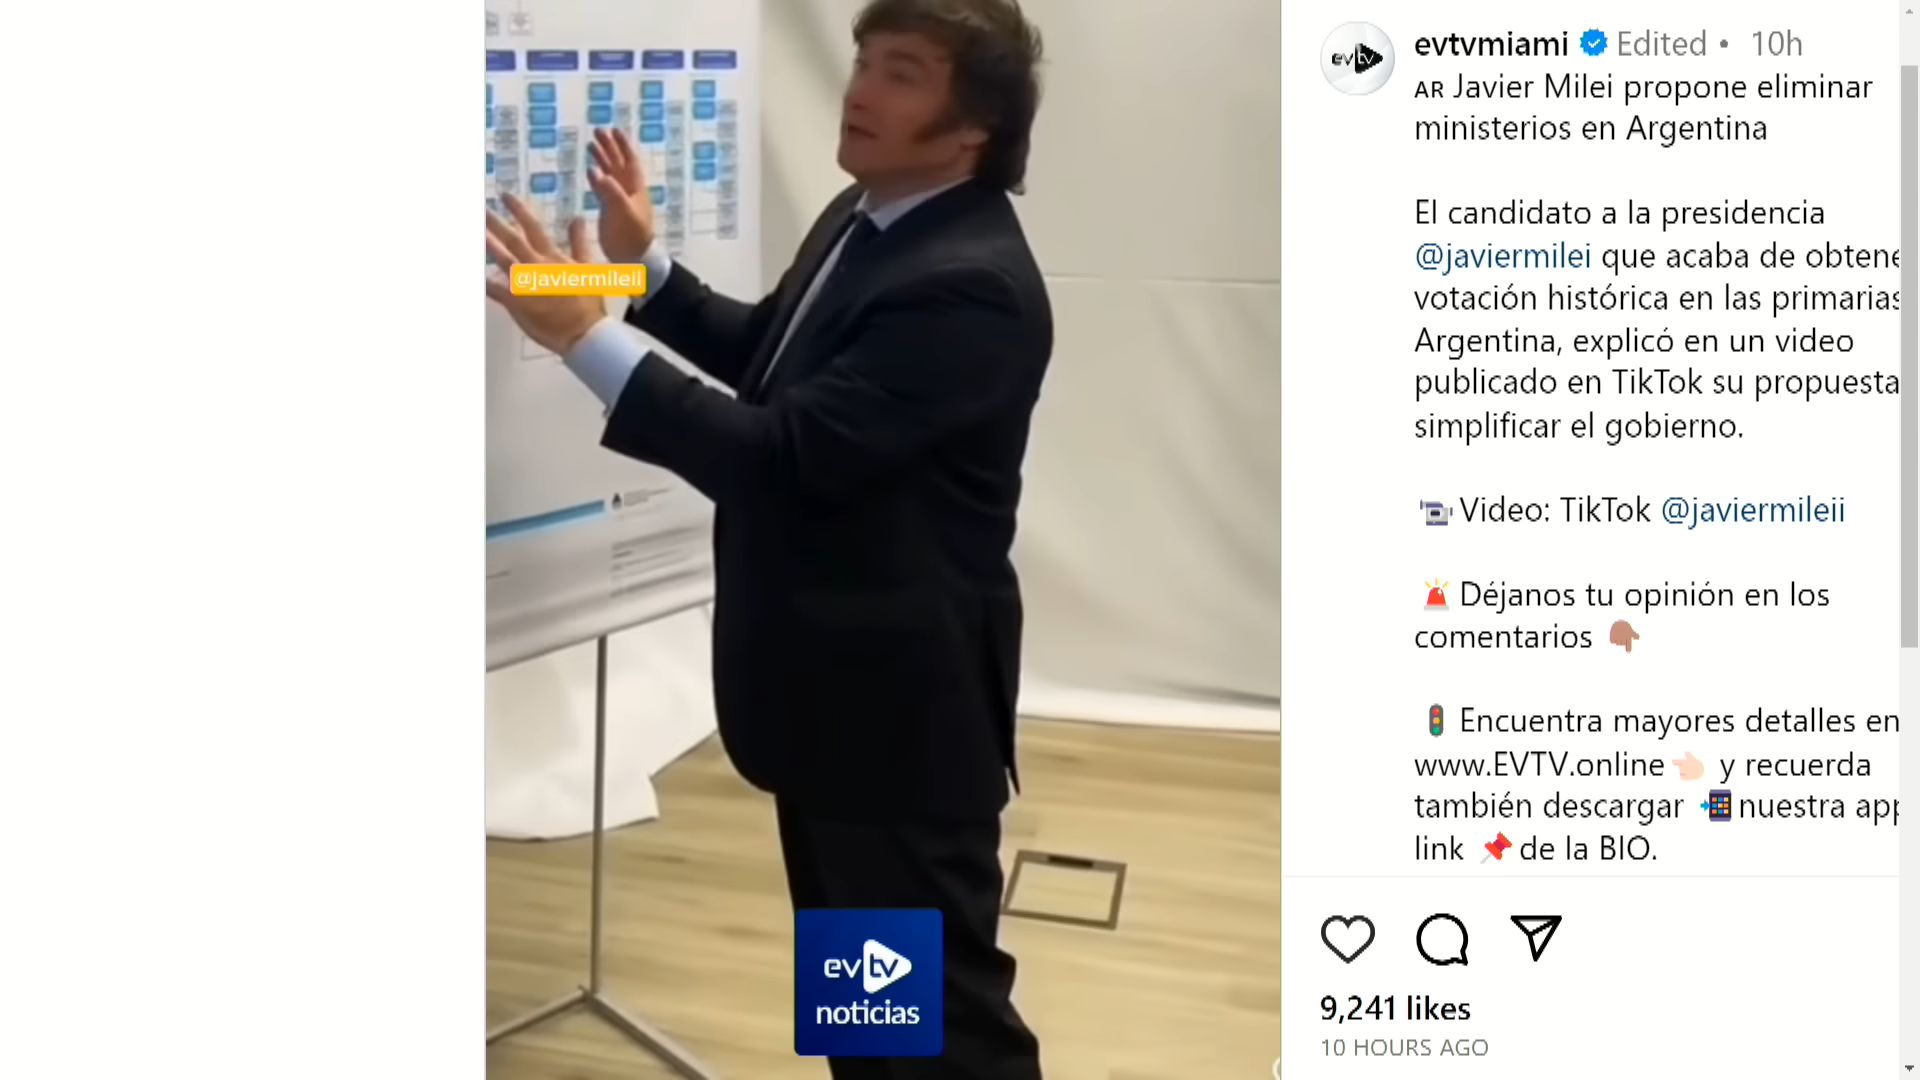 @javiermileii
evtv
noticias
evtv
evtvmiami Edited • 10h
AR Javier Milei propone eliminar
ministerios en Argentina
El candidato a la presidencia
@javiermilei que acaba de obtene
votación histórica en las primarias
Argentina, explicó en un video
publicado en TikTok su propuesta
simplificar el gobierno.
Video: TikTok @javiermileii
Déjanos tu opinión en los
comentarios
Encuentra mayores detalles en
www.EVTV.online y recuerda
también descargar nuestra app
link de la BIO.
9,241 likes
10 HOURS AGO